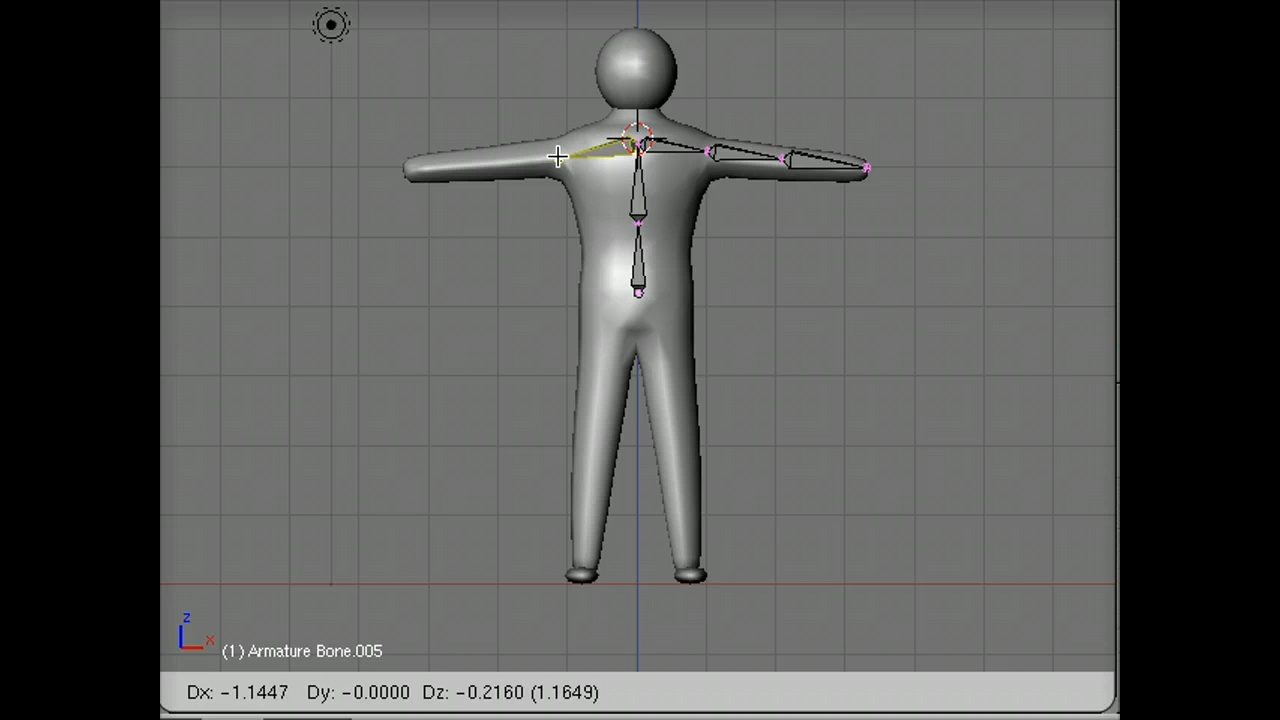 z
x
(1) Armature Bone.005
Dx: -1.1447 Dy: -0.0000 Dz: -0.2160 (1.1649)